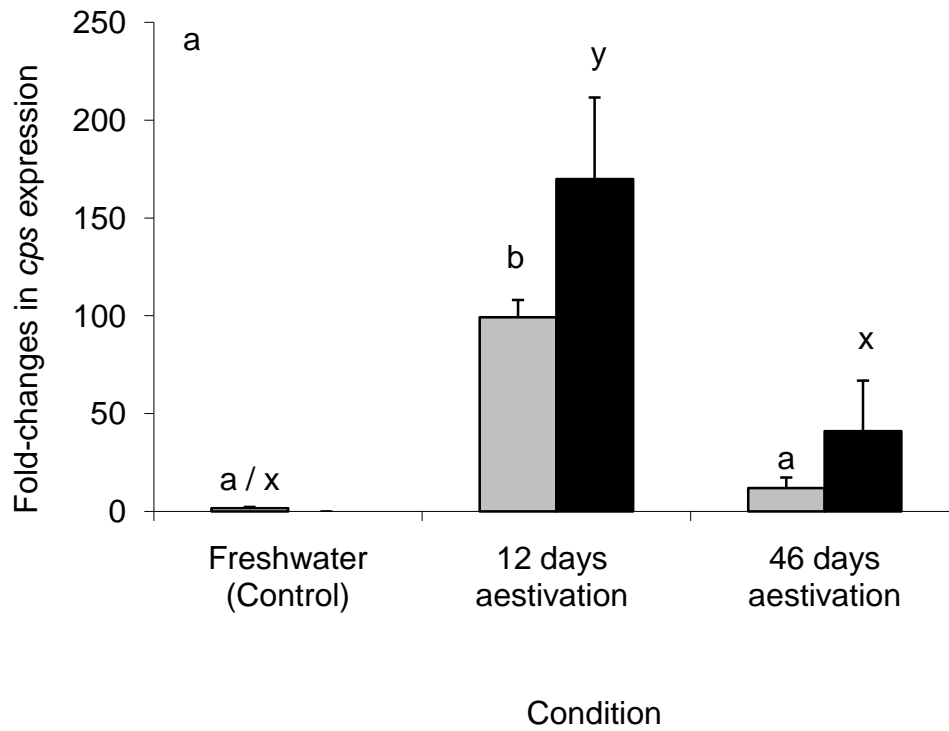 a
Fold-changes in cps expression
250
200
150
100
50
0
a / x
b
y
a
x
Freshwater
(Control)
12 days
aestivation
46 days
aestivation
Condition